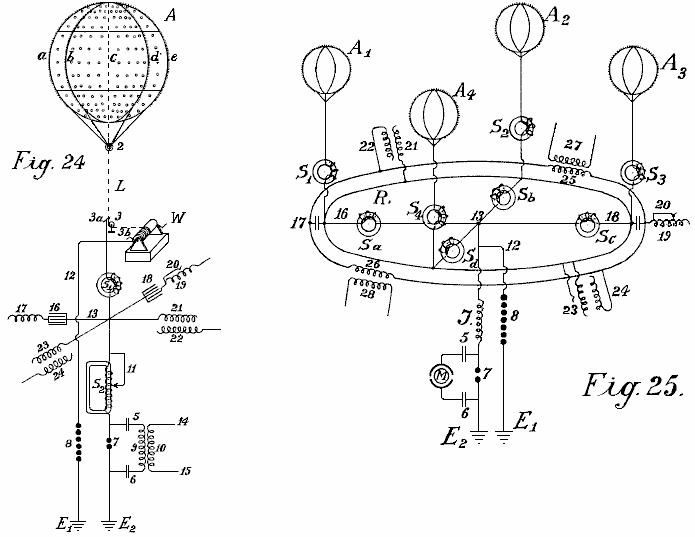 A
a b c d e
2
Fig. 24
L
3a 3
5b
W
12
S1
20
18
19
17 16
13
21
22
23
24
11
S2
8
7
5
9 10
14
6
15
E1 E2
A1
A2
A3
A4
S1
S2
S3
S4
22 21
27
25
R.
Sb
17
16
13
18
20
19
Sa
Sc
Sd
12
26
28
23
24
J.
8
5
M
7
6
E2
E1
Fig. 25.